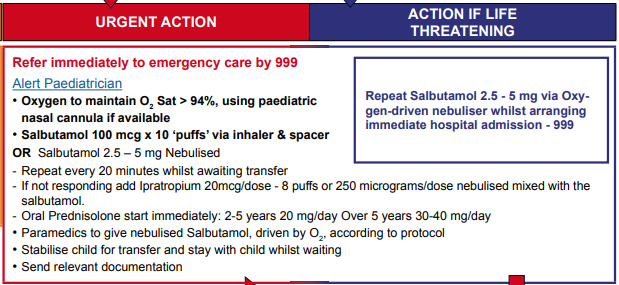 URGENT ACTION
ACTION IF LIFE
THREATENING
Refer immediately to emergency care by 999
Alert Paediatrician
• Oxygen to maintain O2 Sat > 94%, using paediatric
nasal cannula if available
• Salbutamol 100 mcg x 10 ‘puffs’ via inhaler & spacer
OR Salbutamol 2.5 – 5 mg Nebulised
- Repeat every 20 minutes whilst awaiting transfer
- If not responding add Ipratropium 20mcg/dose - 8 puffs or 250 micrograms/dose nebulised mixed with the
salbutamol.
- Oral Prednisolone start immediately: 2-5 years 20 mg/day Over 5 years 30-40 mg/day
• Paramedics to give nebulised Salbutamol, driven by O2, according to protocol
• Stabilise child for transfer and stay with child whilst waiting
• Send relevant documentation
Repeat Salbutamol 2.5 - 5 mg via Oxy-
gen-driven nebuliser whilst arranging
immediate hospital admission - 999